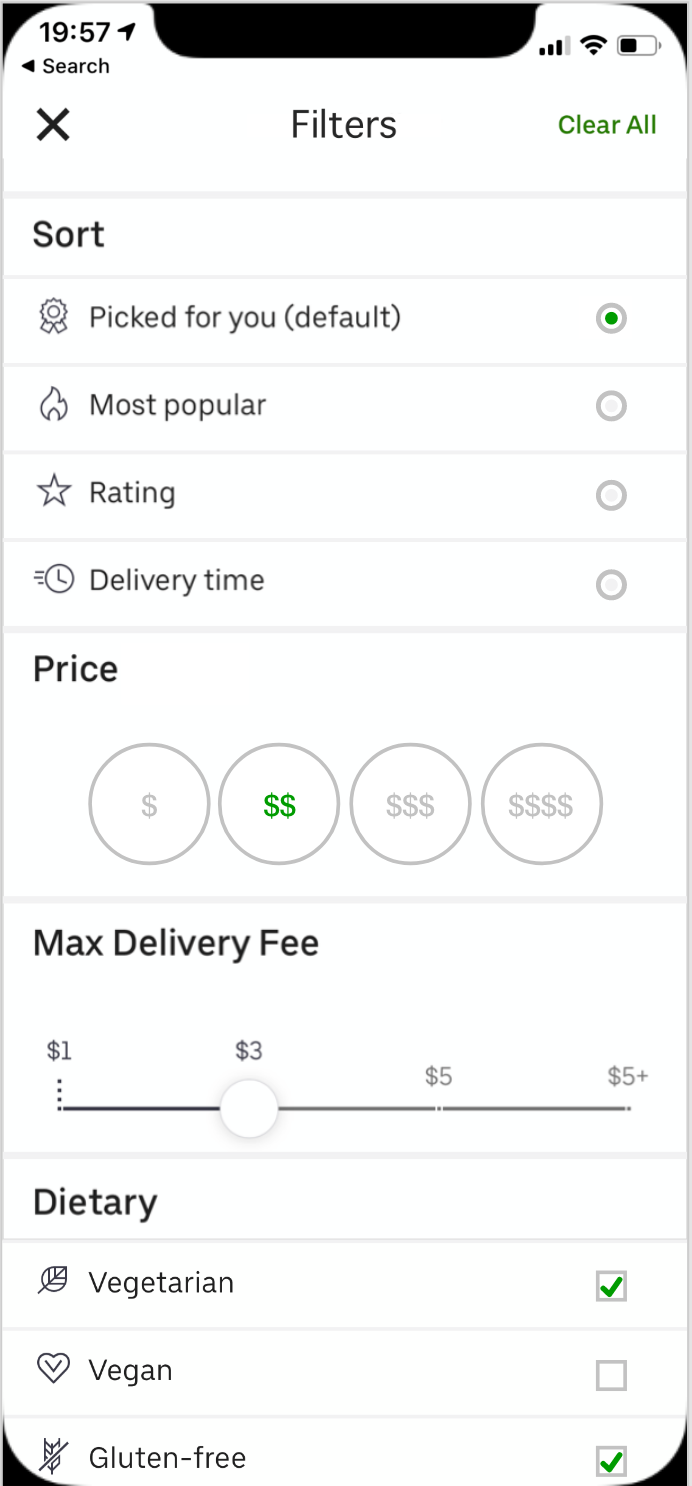 19:57
◀ Search
Filters
Clear All
Sort
Picked for you (default)
Most popular
Rating
Delivery time
Price
$ $$ $$$ $$$$
Max Delivery Fee
$1 $3 $5 $5+
Dietary
Vegetarian
Vegan
Gluten-free